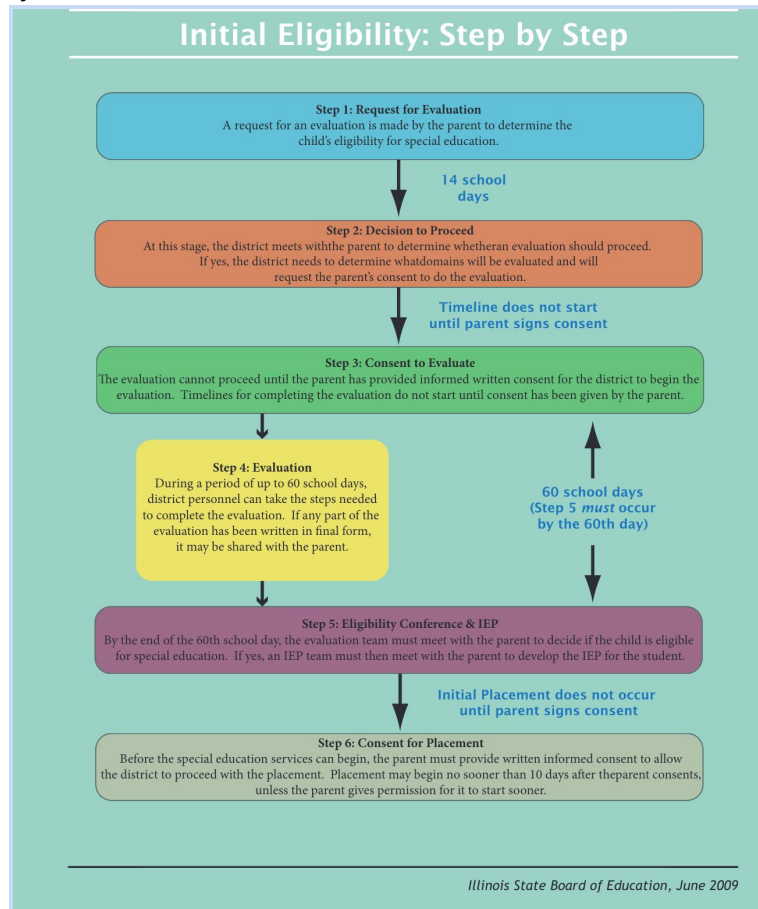 Initial Eligibility: Step by Step
Step 1: Request for Evaluation
A request for an evaluation is made by the parent to determine the
child's eligibility for special education.
14 school
days
Step 2: Decision to Proceed
At this stage, the district meets withthe parent to determine whetheran evaluation should proceed.
If yes, the district needs to determine whatdomains will be evaluated and will
request the parent's consent to do the evaluation.
Timeline does not start
until parent signs consent
Step 3: Consent to Evaluate
The evaluation cannot proceed until the parent has provided informed written consent for the district to begin the
evaluation. Timelines for completing the evaluation do not start until consent has been given by the parent.
Step 4: Evaluation
During a period of up to 60 school days,
district personnel can take the steps needed
to complete the evaluation. If any part of the
evaluation has been written in final form,
it may be shared with the parent.
60 school days
(Step 5 must occur
by the 60th day)
Step 5: Eligibility Conference & IEP
By the end of the 60th school day, the evaluation team must meet with the parent to decide if the child is eligible
for special education. If yes, an IEP team must then meet with the parent to develop the IEP for the student.
Initial Placement does not occur
until parent signs consent
Step 6: Consent for Placement
Before the special education services can begin, the parent must provide written informed consent to allow
the district to proceed with the placement. Placement may begin no sooner than 10 days after theparent consents,
unless the parent gives permission for it to start sooner.
Illinois State Board of Education, June 2009